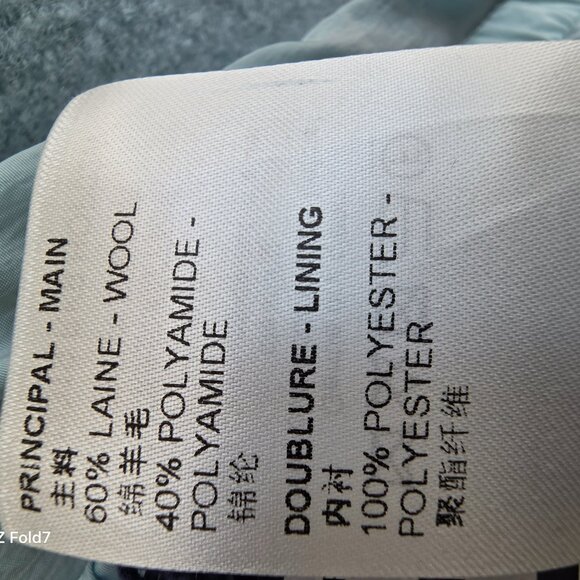 PRINCIPAL - MAIN
主料
60% LAINE - WOOL
绵羊毛
40% POLYAMIDE -
POLYAMIDE
锦纶
DOUBLURE - LINING
内衬
100% POLYESTER -
POLYESTER
聚酯纤维
Z Fold7